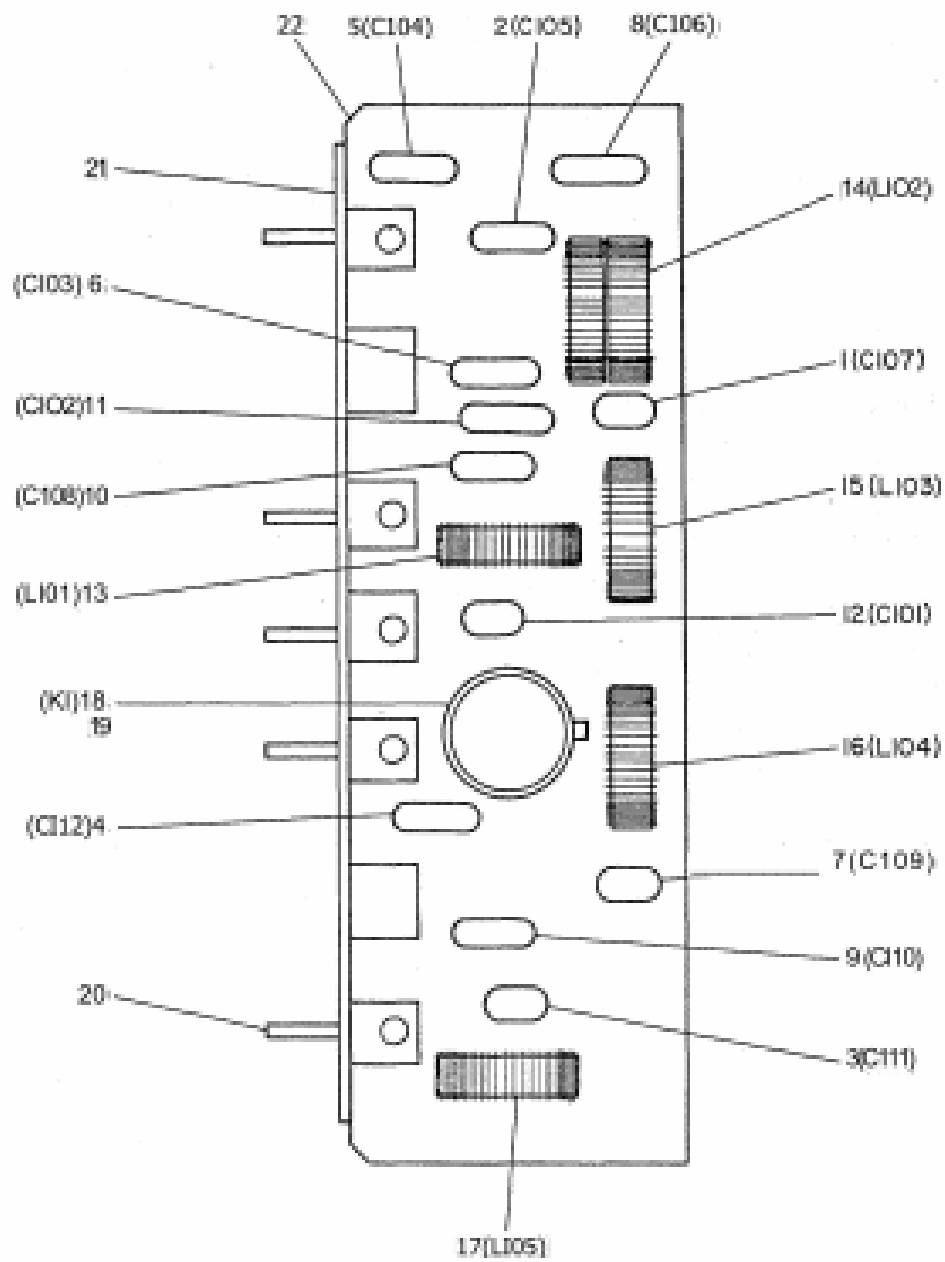 22
5(C104)
2(C105)
8(C106)
21
14(L102)
(C103) 6
1(C107)
(C102)11
(C108)10
15(L103)
(L101)13
12(C101)
(K1)18
19
16(L104)
(C112)4
7(C109)
9(C110)
20
3(C111)
17(L105)